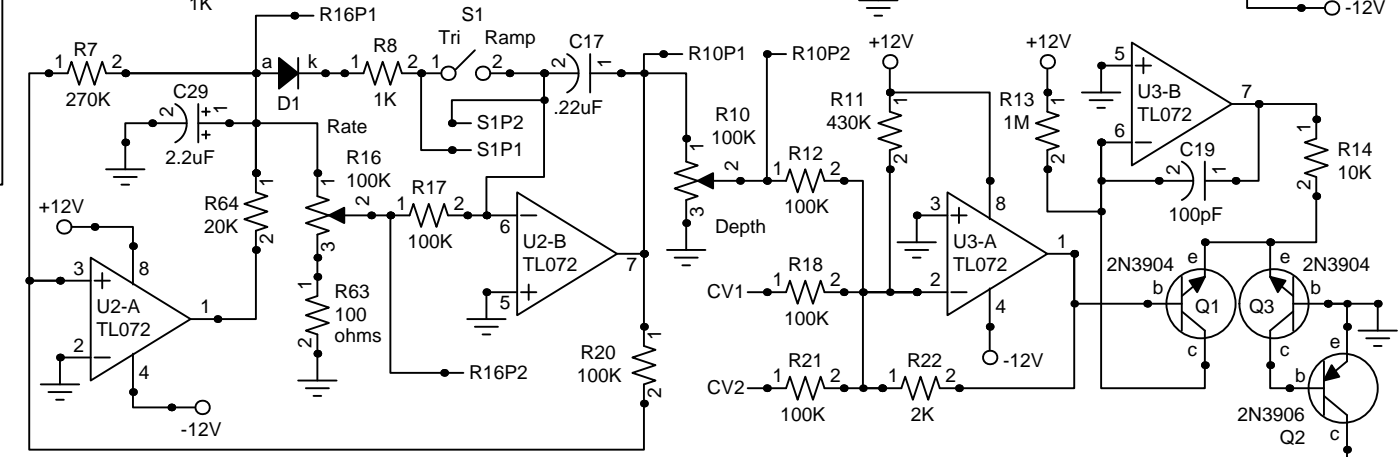 1K
R16P1
-12V
R7
1 2
270K
a k
D1
R8
1 2
1K
S1
Tri Ramp
1 2
C17
2 1
.22uF
R10P1
R10P2
+12V
+12V
C29
2 1
+
+
2.2uF
S1P2
S1P1
Rate
R16
100K
1
2
3
R10
100K
1
2
3
Depth
R11
430K
1
2
R13
1M
1
2
5
+
U3-B
TL072
7
6
−
C19
2 1
100pF
R14
10K
1
2
R12
1 2
100K
R64
20K
1
2
R17
1 2
100K
6
−
U2-B
TL072
7
5
+
+12V
8
3
+
U2-A
TL072
1
2
−
4
-12V
R63
100
ohms
1
2
R16P2
R20
100K
1
2
CV1
R18
1 2
100K
CV2
R21
1 2
100K
R22
1 2
2K
3
+
8
U3-A
TL072
1
2
−
4
-12V
2N3904
e
b
Q1
c
2N3904
e
b
Q3
c
e
b
2N3906
Q2
c